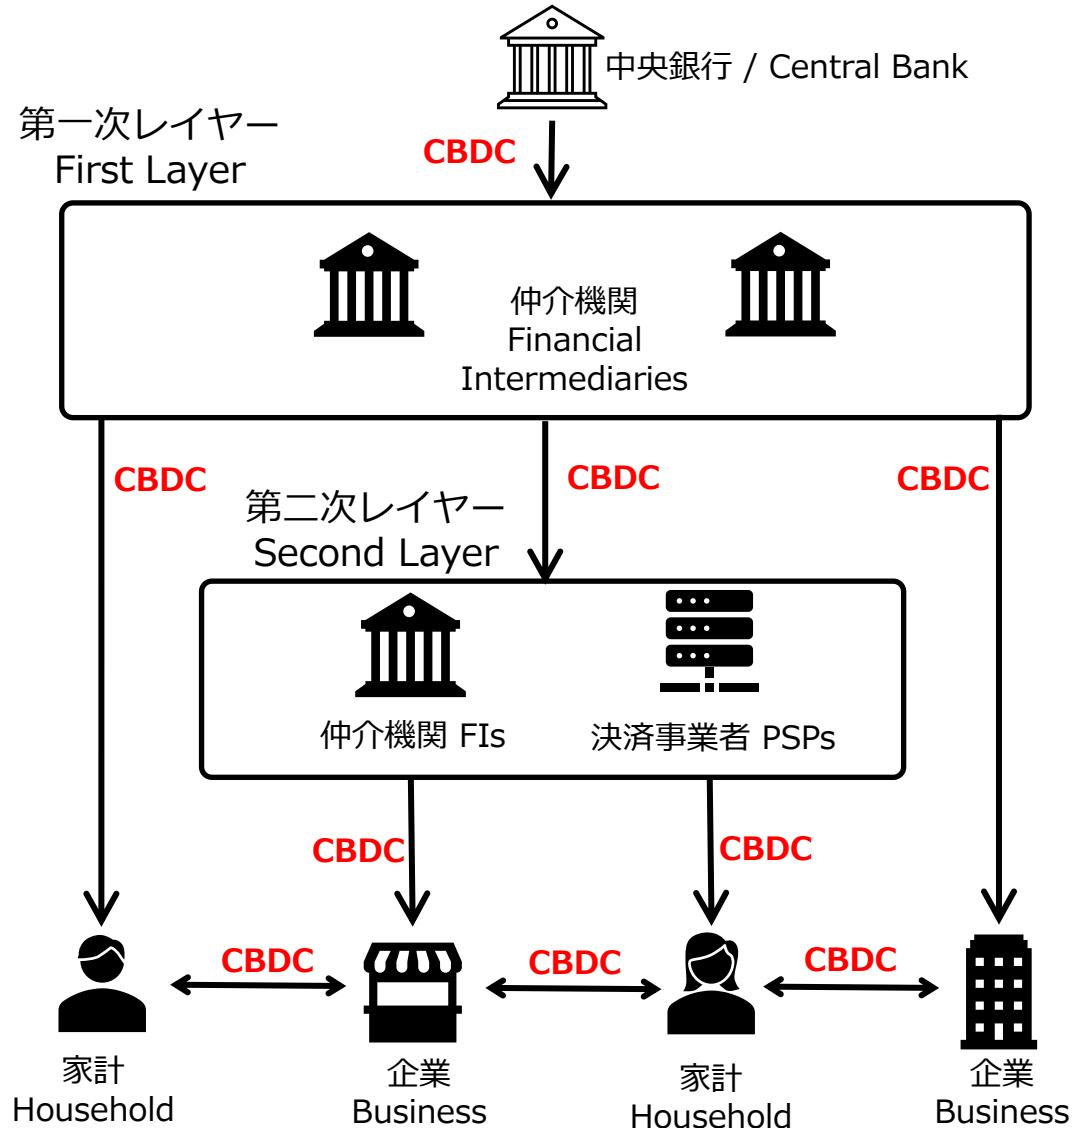 中央銀行 / Central Bank
第一次レイヤー
First Layer
CBDC
仲介機関
Financial
Intermediaries
CBDC
CBDC
CBDC
第二次レイヤー
Second Layer
仲介機関 FIs
決済事業者 PSPs
CBDC
CBDC
CBDC
CBDC
CBDC
家計
Household
企業
Business
家計
Household
企業
Business